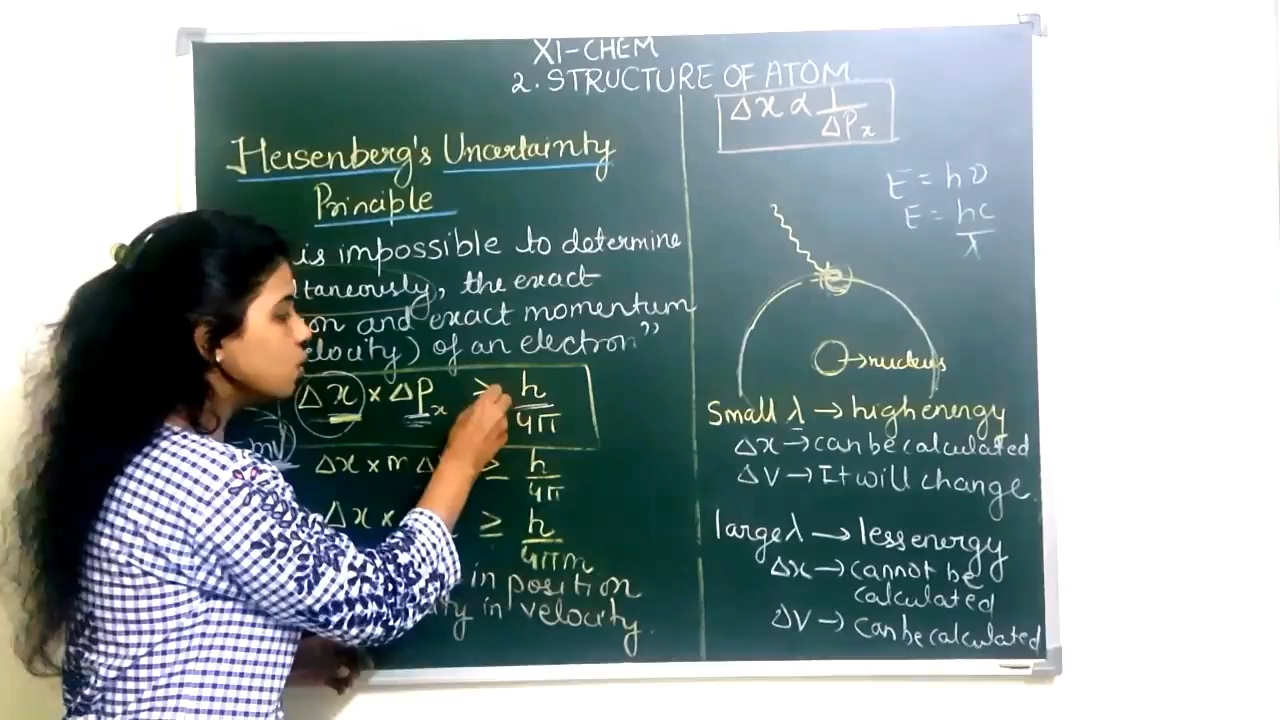 XI-CHEM
2. STRUCTURE OF ATOM
Heisenberg's Uncertainty
Principle
is impossible to determine
taneously, the exact
on and exact momentum
elocity) of an electron"
Δx × ΔPx ≥ h/4π
= mv
Δx × m Δ ≥ h/4π
Δx × ≥ h/4πm
in position
ty in velocity.
Δx α 1/ΔPx
E = hν
E = hc/λ
nucleus
Small λ → high energy
Δx → can be calculated
ΔV → It will change.
large λ → less energy
Δx → cannot be
calculated
ΔV → can be calculated